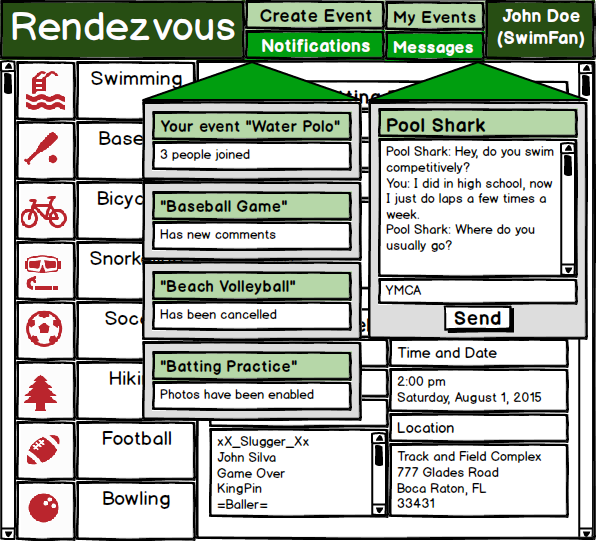 Rendezvous
Create Event
My Events
John Doe
(SwimFan)
Notifications
Messages
Swimming
Base
Bicyc
Snork
Soc
Hiki
Football
Bowling
Your event "Water Polo"
3 people joined
"Baseball Game"
Has new comments
"Beach Volleyball"
Has been cancelled
"Batting Practice"
Photos have been enabled
Pool Shark
Pool Shark: Hey, do you swim
competitively?
You: I did in high school, now
I just do laps a few times a
week.
Pool Shark: Where do you
usually go?
YMCA
Send
Time and Date
2:00 pm
Saturday, August 1, 2015
Location
xX_Slugger_Xx
John Silva
Game Over
KingPin
=Baller=
Track and Field Complex
777 Glades Road
Boca Raton, FL
33431